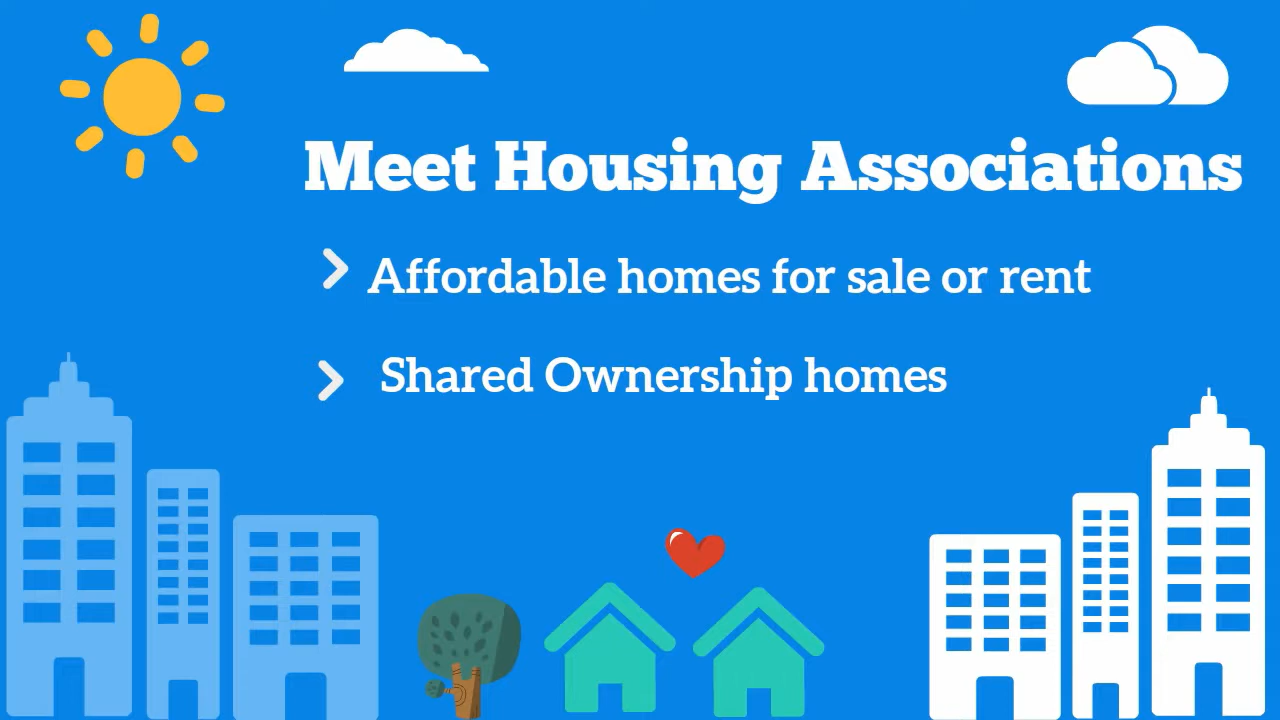 Meet Housing Associations
Affordable homes for sale or rent
Shared Ownership homes